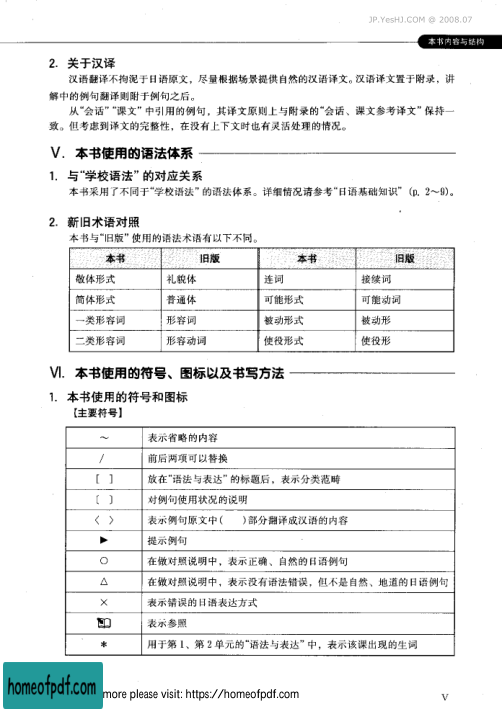 JP.YesHJ.COM @ 2008.07
本书内容与结构
2. 关于汉译
汉语翻译不拘泥于日语原文，尽量根据场景提供自然的汉语译文。汉语译文置于附录，讲
解中的例句翻译则附于例句之后。
从“会话”“课文”中引用的例句，其译文原则上与附录的“会话、课文参考译文”保持一
致。但考虑到译文的完整性，在没有上下文时也有灵活处理的情况。
V. 本书使用的语法体系
1. 与“学校语法”的对应关系
本书采用了不同于“学校语法”的语法体系。详细情况请参考“日语基础知识”(p. 2～9)。
2. 新旧术语对照
本书与“旧版”使用的语法术语有以下不同。
本书 旧版 本书 旧版
敬体形式 礼貌体 连词 接续词
简体形式 普通体 可能形式 可能动词
一类形容词 形容词 被动形式 被动形
二类形容词 形容动词 使役形式 使役形
VI. 本书使用的符号、图标以及书写方法
1. 本书使用的符号和图标
【主要符号】
～ 表示省略的内容
/ 前后两项可以替换
[ ] 放在“语法与表达”的标题后，表示分类范畴
〔 〕 对例句使用状况的说明
〈 〉 表示例句原文中( )部分翻译成汉语的内容
▶ 提示例句
○ 在做对照说明中，表示正确、自然的日语例句
△ 在做对照说明中，表示没有语法错误，但不是自然、地道的日语例句
× 表示错误的日语表达方式
表示参照
* 用于第1、第2单元的“语法与表达”中，表示该课出现的生词
homeofpdf.com
more please visit: https://homeofpdf.com
V